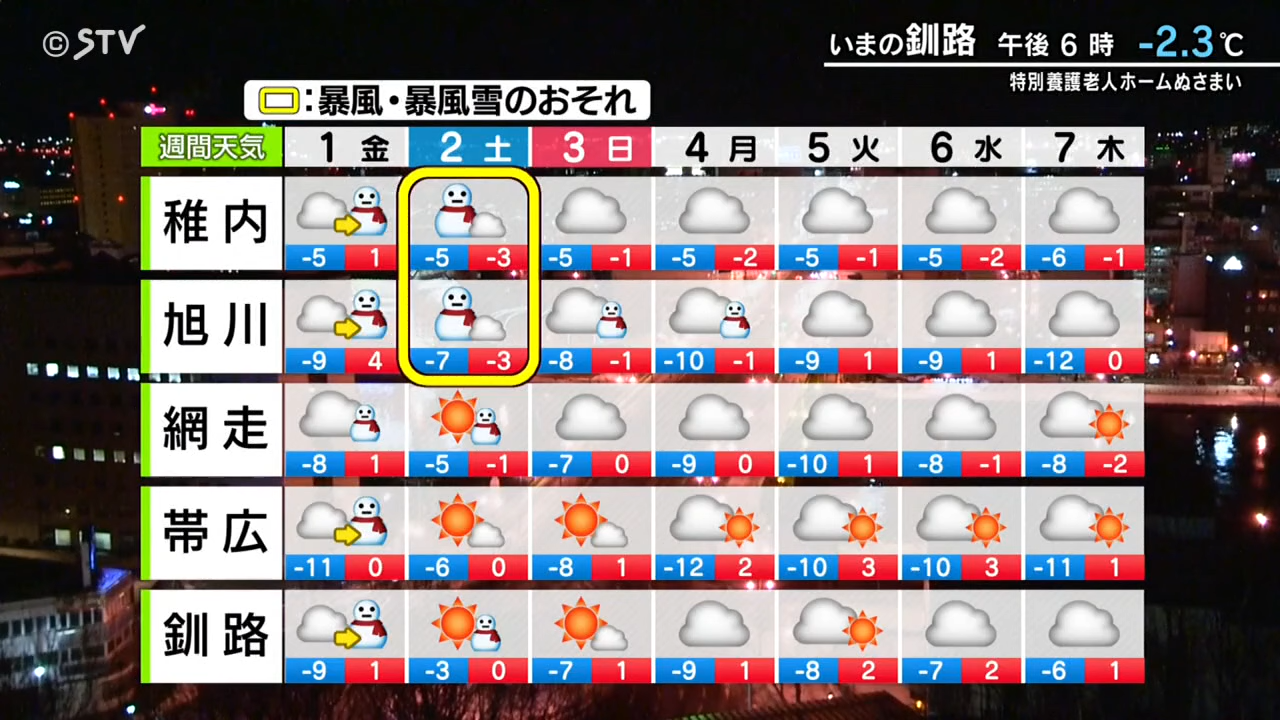 © STV
いまの釧路 午後6時 -2.3℃
特別養護老人ホームぬさまい
:暴風・暴風雪のおそれ
週間天気 1金 2土 3日 4月 5火 6水 7木
稚内 -5 1 -5 -3 -5 -1 -5 -2 -5 -1 -5 -2 -6 -1
旭川 -9 4 -7 -3 -8 -1 -10 -1 -9 1 -9 1 -12 0
網走 -8 1 -5 -1 -7 0 -9 0 -10 1 -8 -1 -8 -2
帯広 -11 0 -6 0 -8 1 -12 2 -10 3 -10 3 -11 1
釧路 -9 1 -3 0 -7 1 -9 1 -8 2 -7 2 -6 1